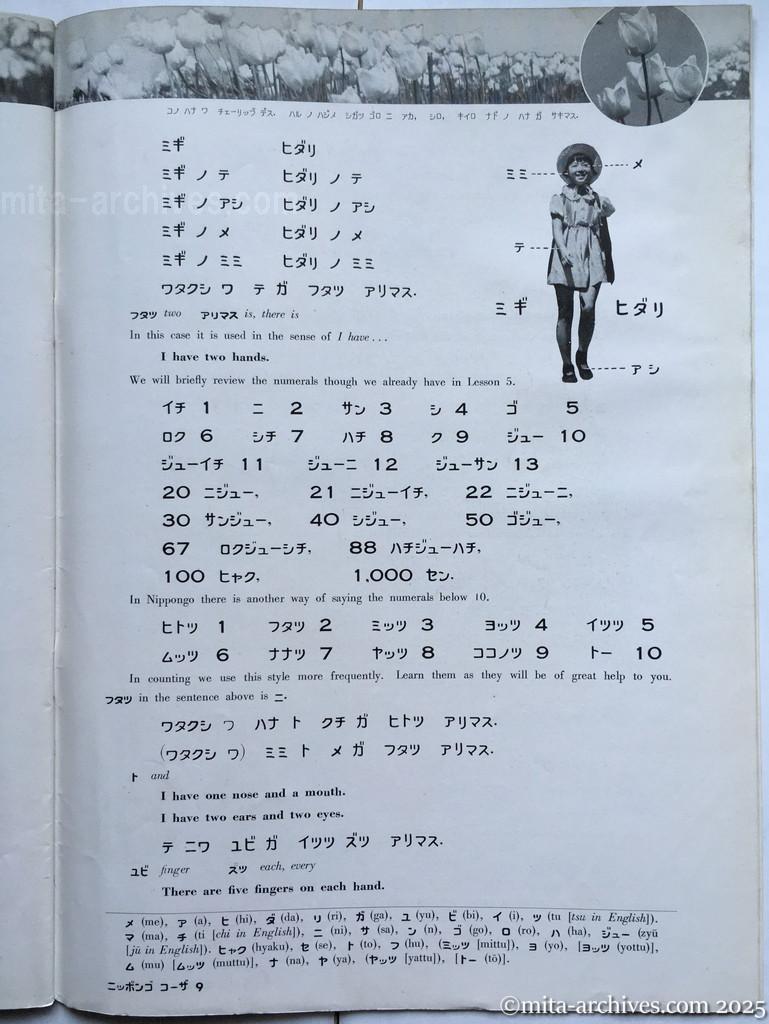 コノ ハナ ワ チェーリップ デス. ハル ノ ハジメ シガツ ゴロ ニ アカ, シロ, キイロ ナド ノ ハナ ガ サキマス.
ミギ ヒダリ
ミギ ノ テ ヒダリ ノ テ
ミギ ノ アシ ヒダリ ノ アシ
ミギ ノ メ ヒダリ ノ メ
ミギ ノ ミミ ヒダリ ノ ミミ
ミミ メ
テ
ミギ ヒダリ
アシ
ワタクシ ワ テ ガ フタツ アリマス.
フタツ two アリマス is, there is
In this case it is used in the sense of I have...
I have two hands.
We will briefly review the numerals though we already have in Lesson 5.
イチ 1 ニ 2 サン 3 シ 4 ゴ 5
ロク 6 シチ 7 ハチ 8 ク 9 ジュー 10
ジューイチ 11 ジューニ 12 ジューサン 13
20 ニジュー, 21 ニジューイチ, 22 ニジューニ,
30 サンジュー, 40 シジュー, 50 ゴジュー,
67 ロクジューシチ, 88 ハチジューハチ,
100 ヒャク, 1,000 セン.
In Nippongo there is another way of saying the numerals below 10.
ヒトツ 1 フタツ 2 ミッツ 3 ヨッツ 4 イツツ 5
ムッツ 6 ナナツ 7 ヤッツ 8 ココノツ 9 トー 10
In counting we use this style more frequently. Learn them as they will be of great help to you.
フタツ in the sentence above is ニ.
ワタクシ ワ ハナ ト クチ ガ ヒトツ アリマス.
(ワタクシ ワ) ミミ ト メ ガ フタツ アリマス.
ト and
I have one nose and a mouth.
I have two ears and two eyes.
テ ニワ ユビ ガ イツツ ズツ アリマス.
ユビ finger ズツ each, every
There are five fingers on each hand.
メ (me), ア (a), ヒ (hi), ダ (da), リ (ri), ガ (ga), ユ (yu), ビ (bi), イ (i), ツ (tu [tsu in English]).
マ (ma), チ (ti [chi in English]), ニ (ni), サ (sa), ン (n), ゴ (go), ロ (ro), ハ (ha), ジュー (zyū
[jū in English]). ヒャク (hyaku), セ (se), ト (to), フ (hu), (ミッツ [mittu]), ヨ (yo), [ヨッツ (yottu)],
ム (mu) [ムッツ (muttu)], ナ (na), ヤ (ya), (ヤッツ [yattu]), [トー (tō)].
ニッポンゴ コーザ 9
mita-archives.com
©mita-archives.com 2025